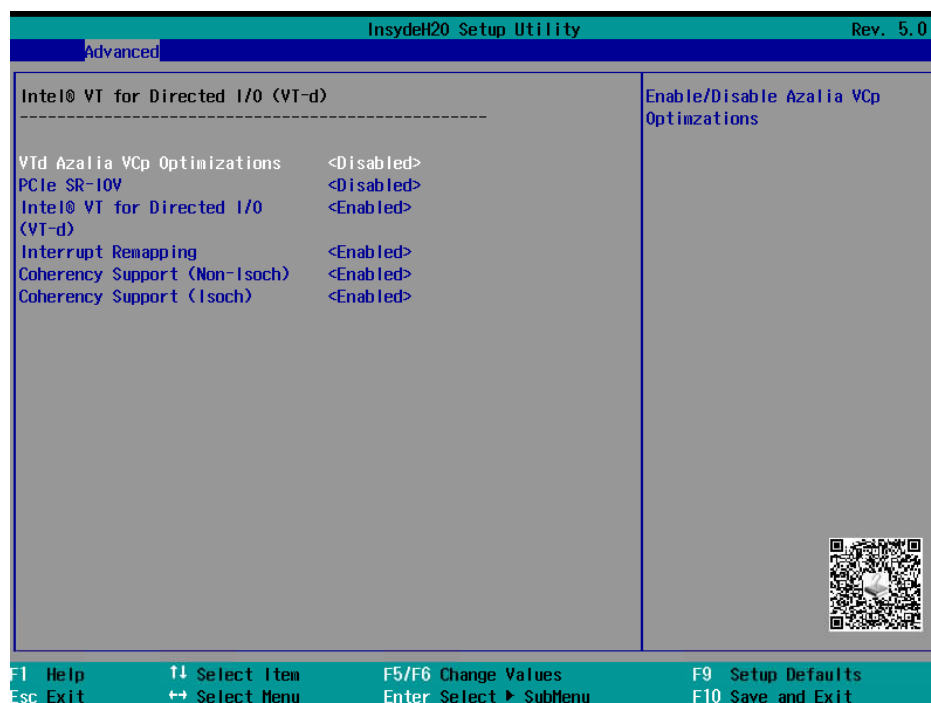 InsydeH20 Setup Utility Rev. 5.0
Advanced
Intel® VT for Directed I/O (VT-d)
-------------------------------------------------
VTd Azalia VCp Optimizations <Disabled>
PCIe SR-IOV <Disabled>
Intel® VT for Directed I/O <Enabled>
(VT-d)
Interrupt Remapping <Enabled>
Coherency Support (Non-Isoch) <Enabled>
Coherency Support (Isoch) <Enabled>
Enable/Disable Azalia VCp
Optimzations
F1 Help ↑↓ Select Item F5/F6 Change Values F9 Setup Defaults
Esc Exit ↔ Select Menu Enter Select ▶ SubMenu F10 Save and Exit